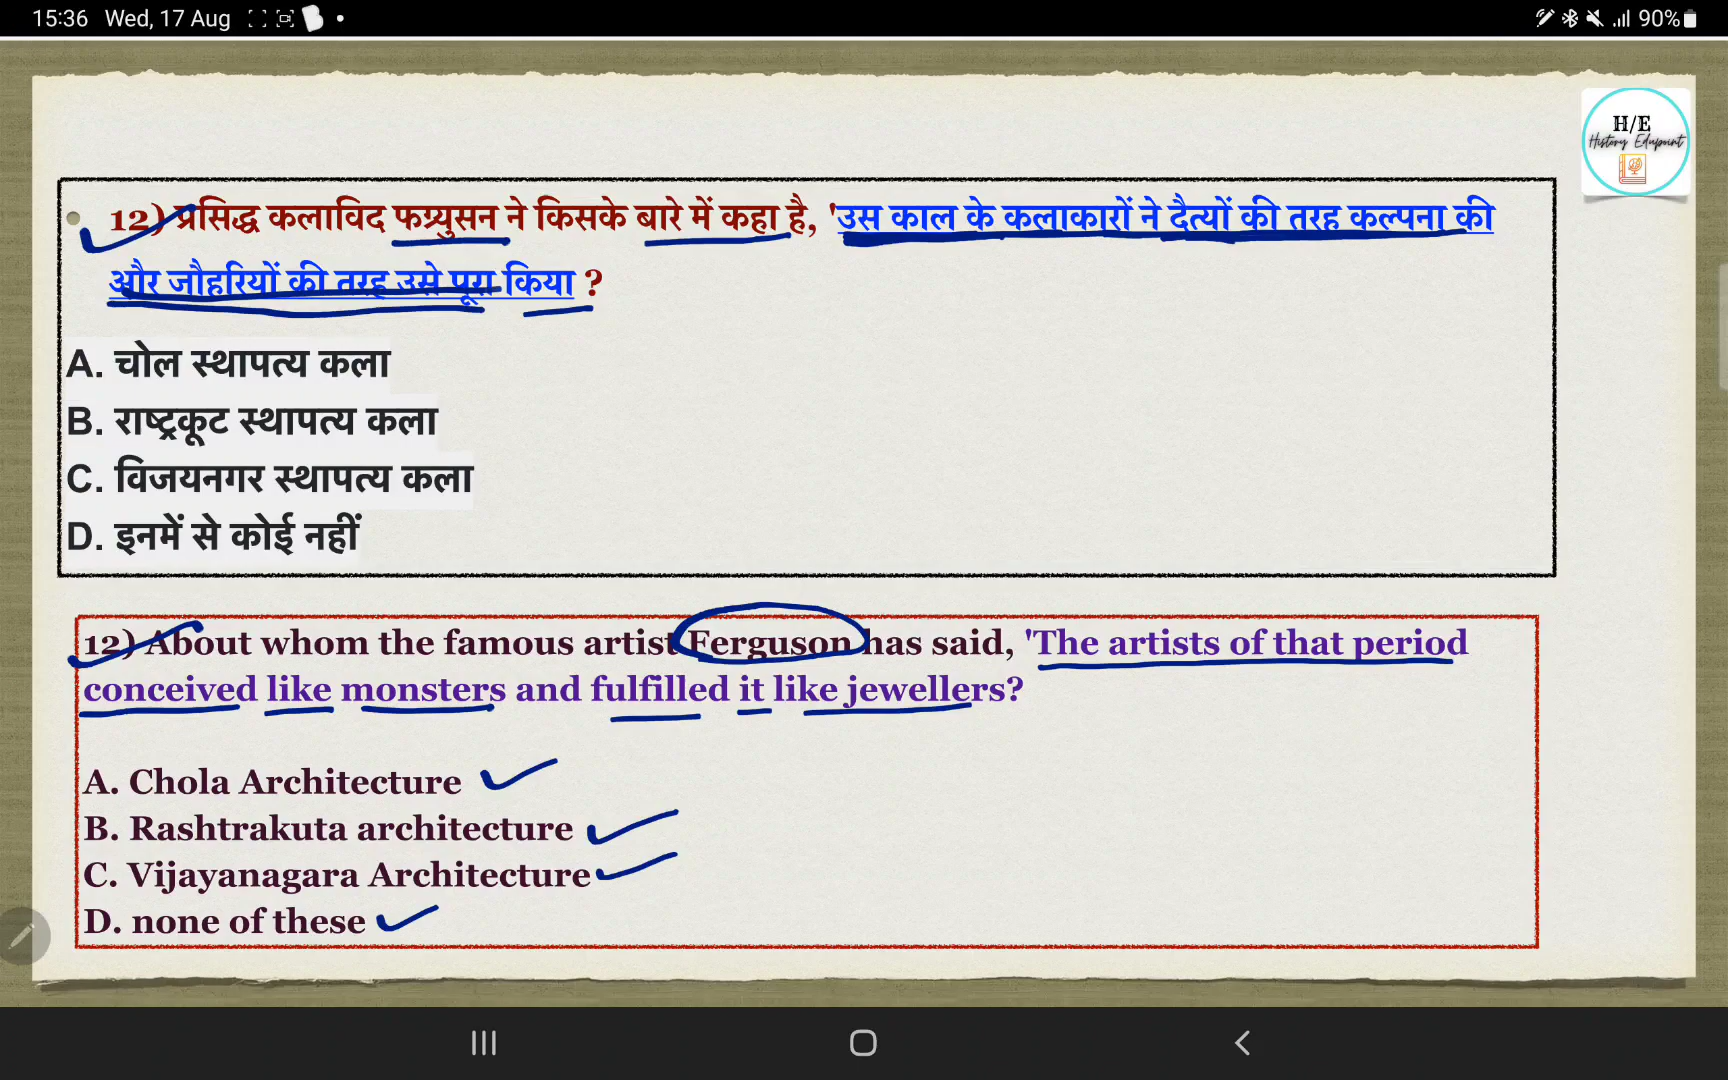 15:36 Wed, 17 Aug
90%
H/E
History Edupoint
12) प्रसिद्ध कलाविद फर्ग्युसन ने किसके बारे में कहा है, 'उस काल के कलाकारों ने दैत्यों की तरह कल्पना की
और जौहरियों की तरह उसे पूरा किया ?
A. चोल स्थापत्य कला
B. राष्ट्रकूट स्थापत्य कला
C. विजयनगर स्थापत्य कला
D. इनमें से कोई नहीं
12) About whom the famous artist Ferguson has said, 'The artists of that period
conceived like monsters and fulfilled it like jewellers?
A. Chola Architecture
B. Rashtrakuta architecture
C. Vijayanagara Architecture
D. none of these